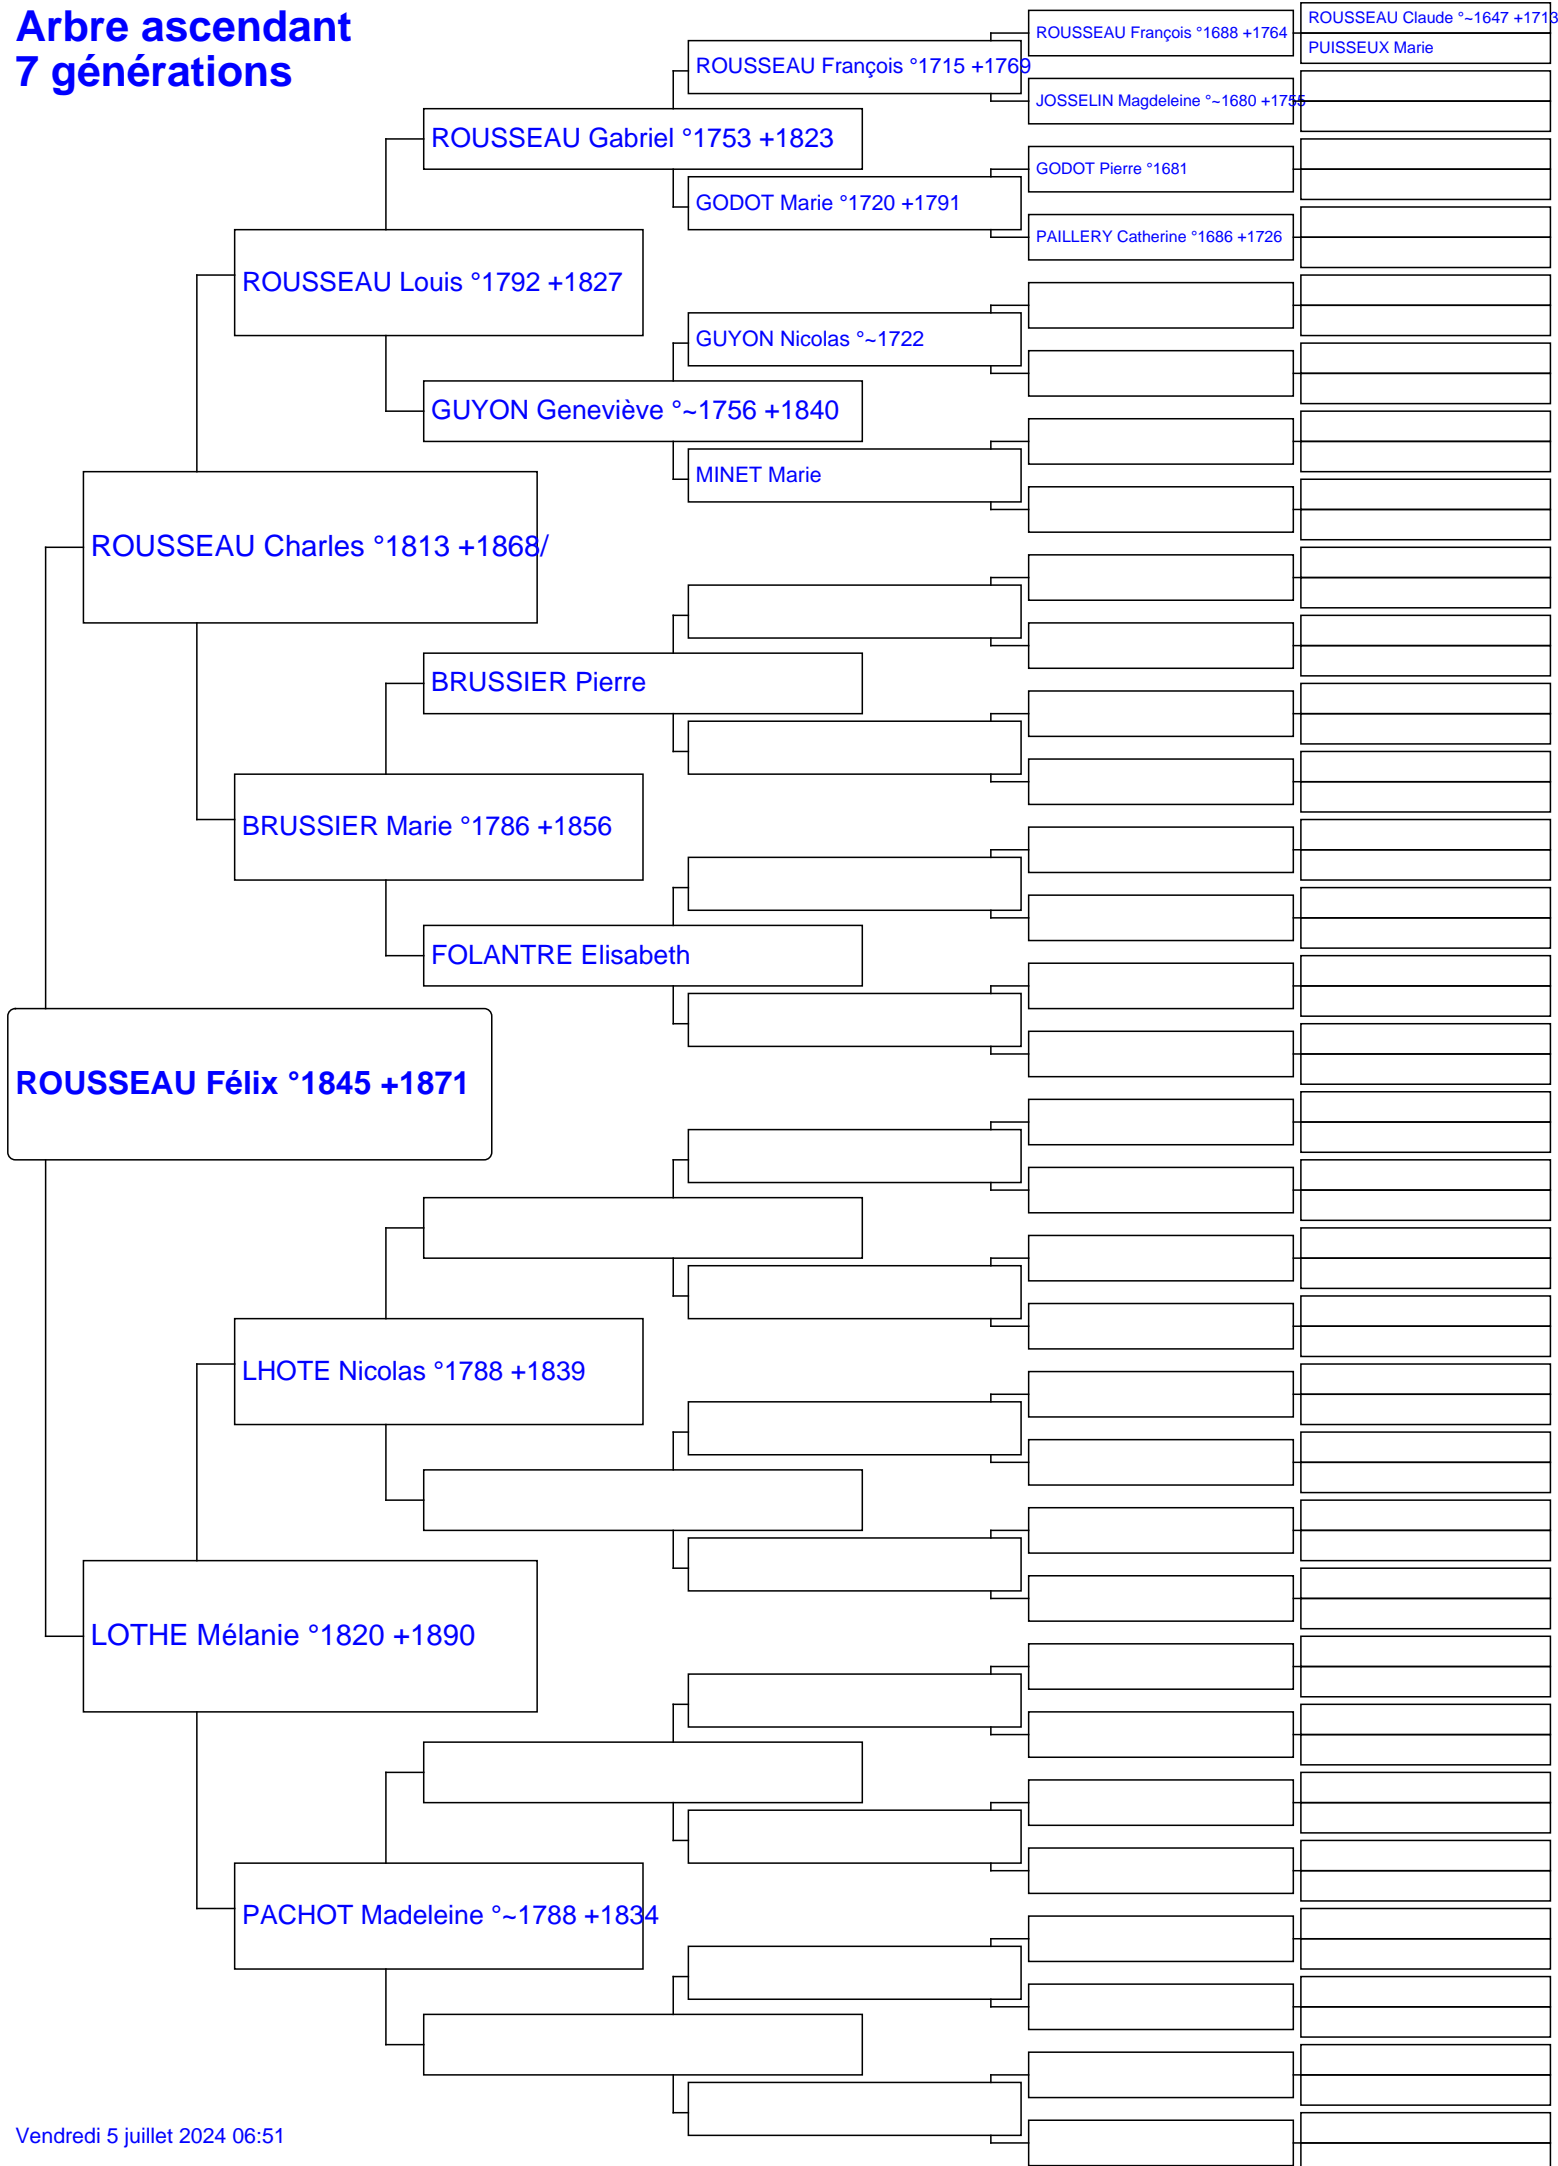 Arbre ascendant
7 générations
ROUSSEAU Claude °~1647 +1713
ROUSSEAU François °1688 +1764
PUISSEUX Marie
ROUSSEAU François °1715 +1769
JOSSELIN Magdeleine °~1680 +1755
ROUSSEAU Gabriel °1753 +1823
GODOT Pierre °1681
GODOT Marie °1720 +1791
PAILLERY Catherine °1686 +1726
ROUSSEAU Louis °1792 +1827
GUYON Nicolas °~1722
GUYON Geneviève °~1756 +1840
MINET Marie
ROUSSEAU Charles °1813 +1868/
BRUSSIER Pierre
BRUSSIER Marie °1786 +1856
FOLANTRE Elisabeth
ROUSSEAU Félix °1845 +1871
LHOTE Nicolas °1788 +1839
LOTHE Mélanie °1820 +1890
PACHOT Madeleine °~1788 +1834
Vendredi 5 juillet 2024 06:51